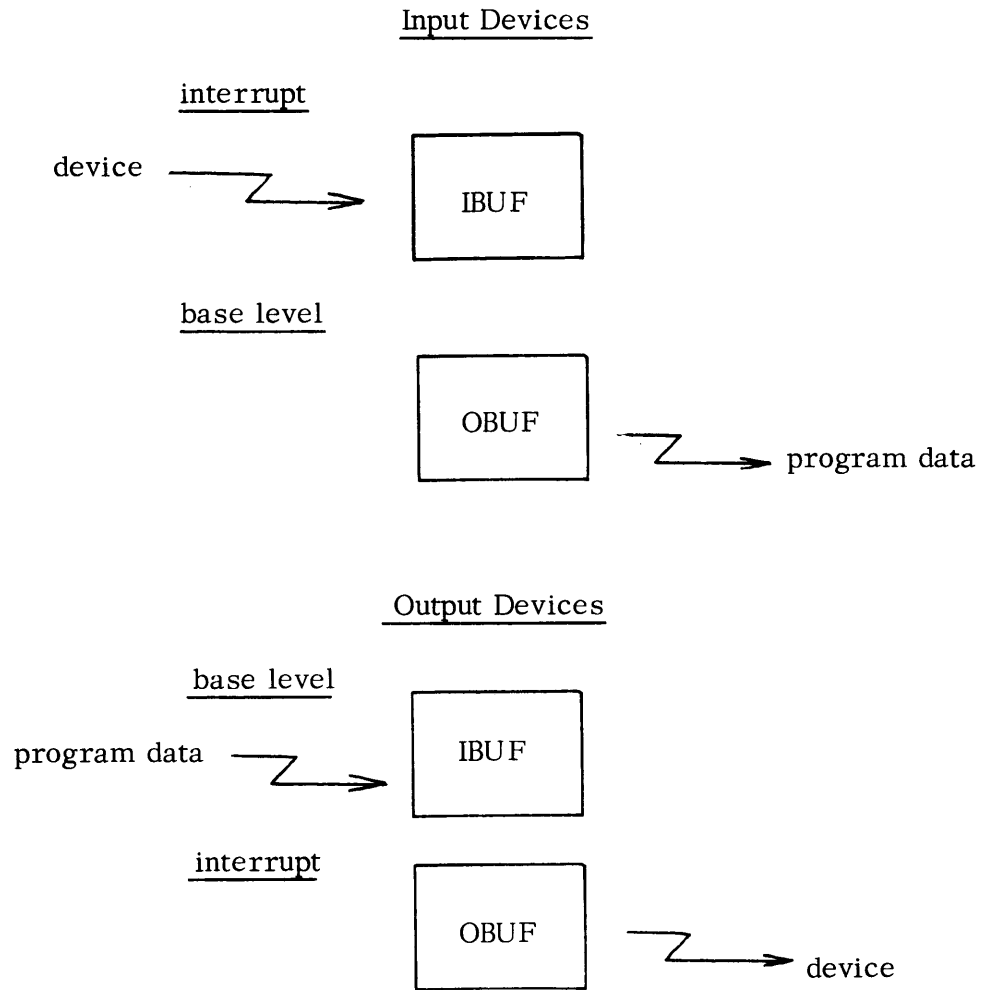 Input Devices
interrupt
device
IBUF
base level
OBUF
program data
Output Devices
base level
program data
IBUF
interrupt
OBUF
device